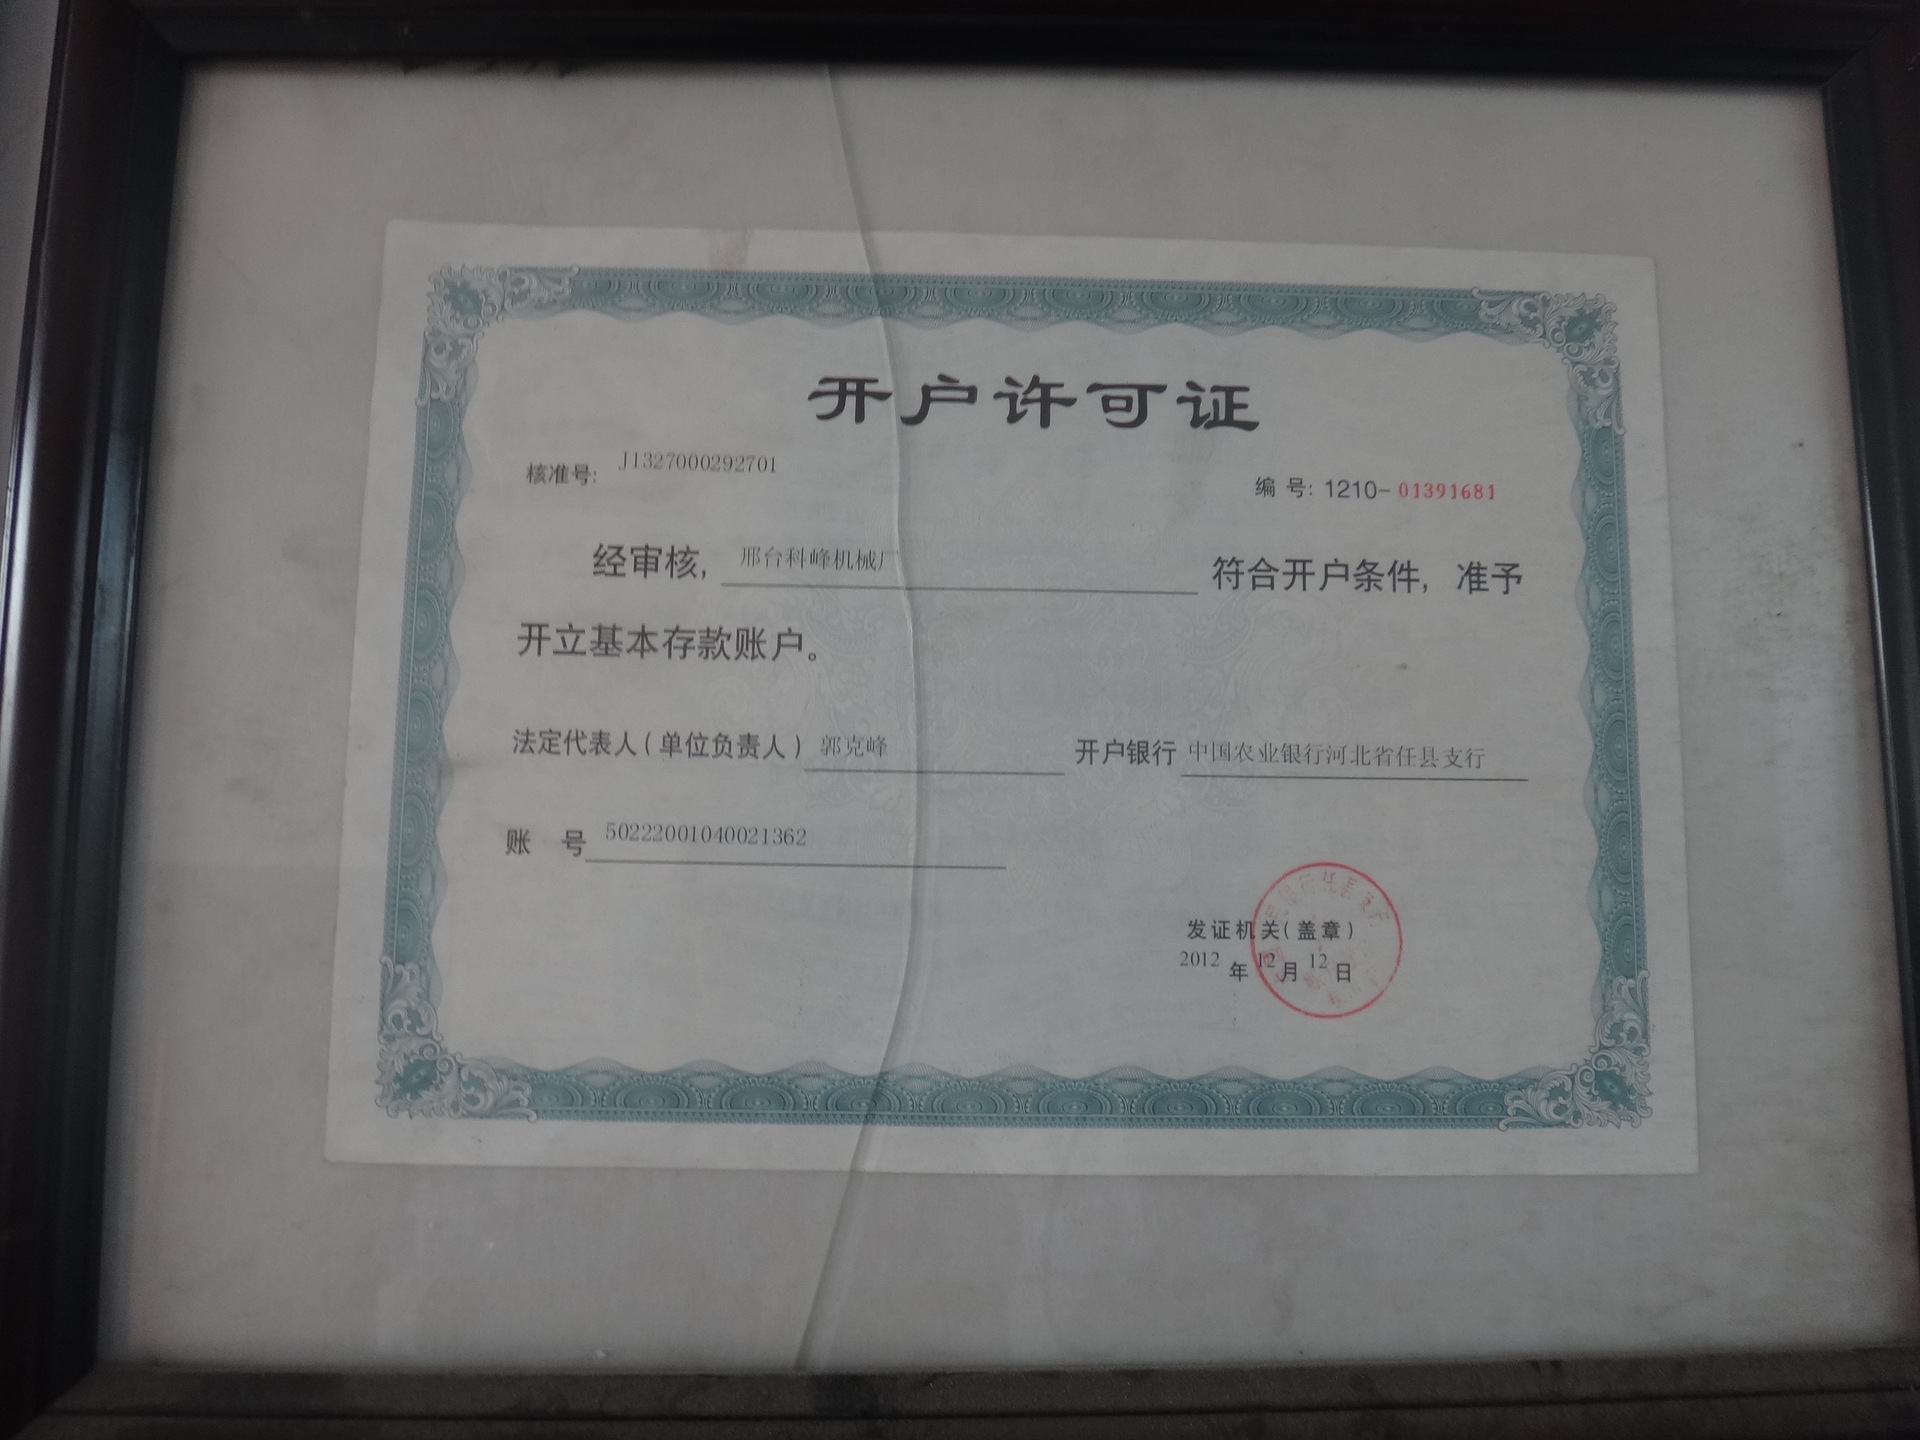 开户许可证
核准号: J1327000292701
编 号: 1210-01391681
经审核, 邢台科峰机械厂 符合开户条件, 准予
开立基本存款账户。
法定代表人(单位负责人) 郭克峰 开户银行 中国农业银行河北省任县支行
账 号 50222001040021362
发证机关(盖章)
2012 年 12 月 12 日